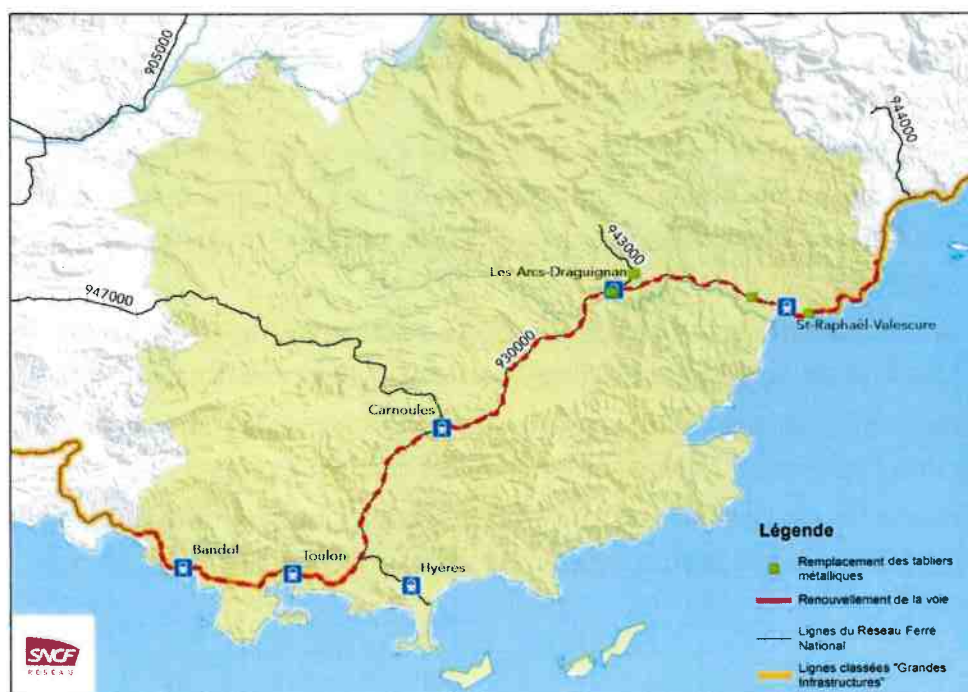 905000
944000
943000
Les Arcs-Draguignan
947000
St-Raphaël-Valescure
930000
Carnoules
Bandol
Toulon
Hyères
Légende
Remplacement des tabliers
métalliques
Renouvellement de la voie
Lignes du Réseau Ferré
National
Lignes classées "Grandes
Infrastructures"
SNCF
RÉSEAU